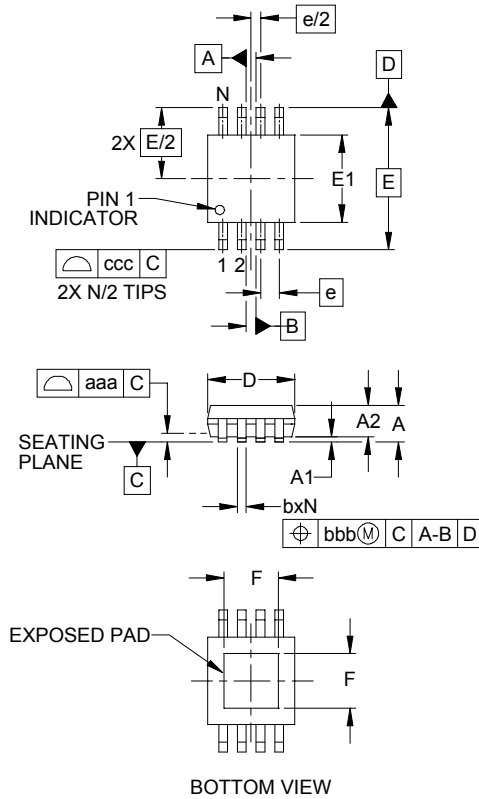 e/2
A
D
N
2X E/2
E1
E
PIN 1
INDICATOR
ccc C
1 2
2X N/2 TIPS
e
B
aaa C
D
A2 A
SEATING
PLANE
C
A1
bxN
bbbⓂ C A-B D
F
EXPOSED PAD
F
BOTTOM VIEW